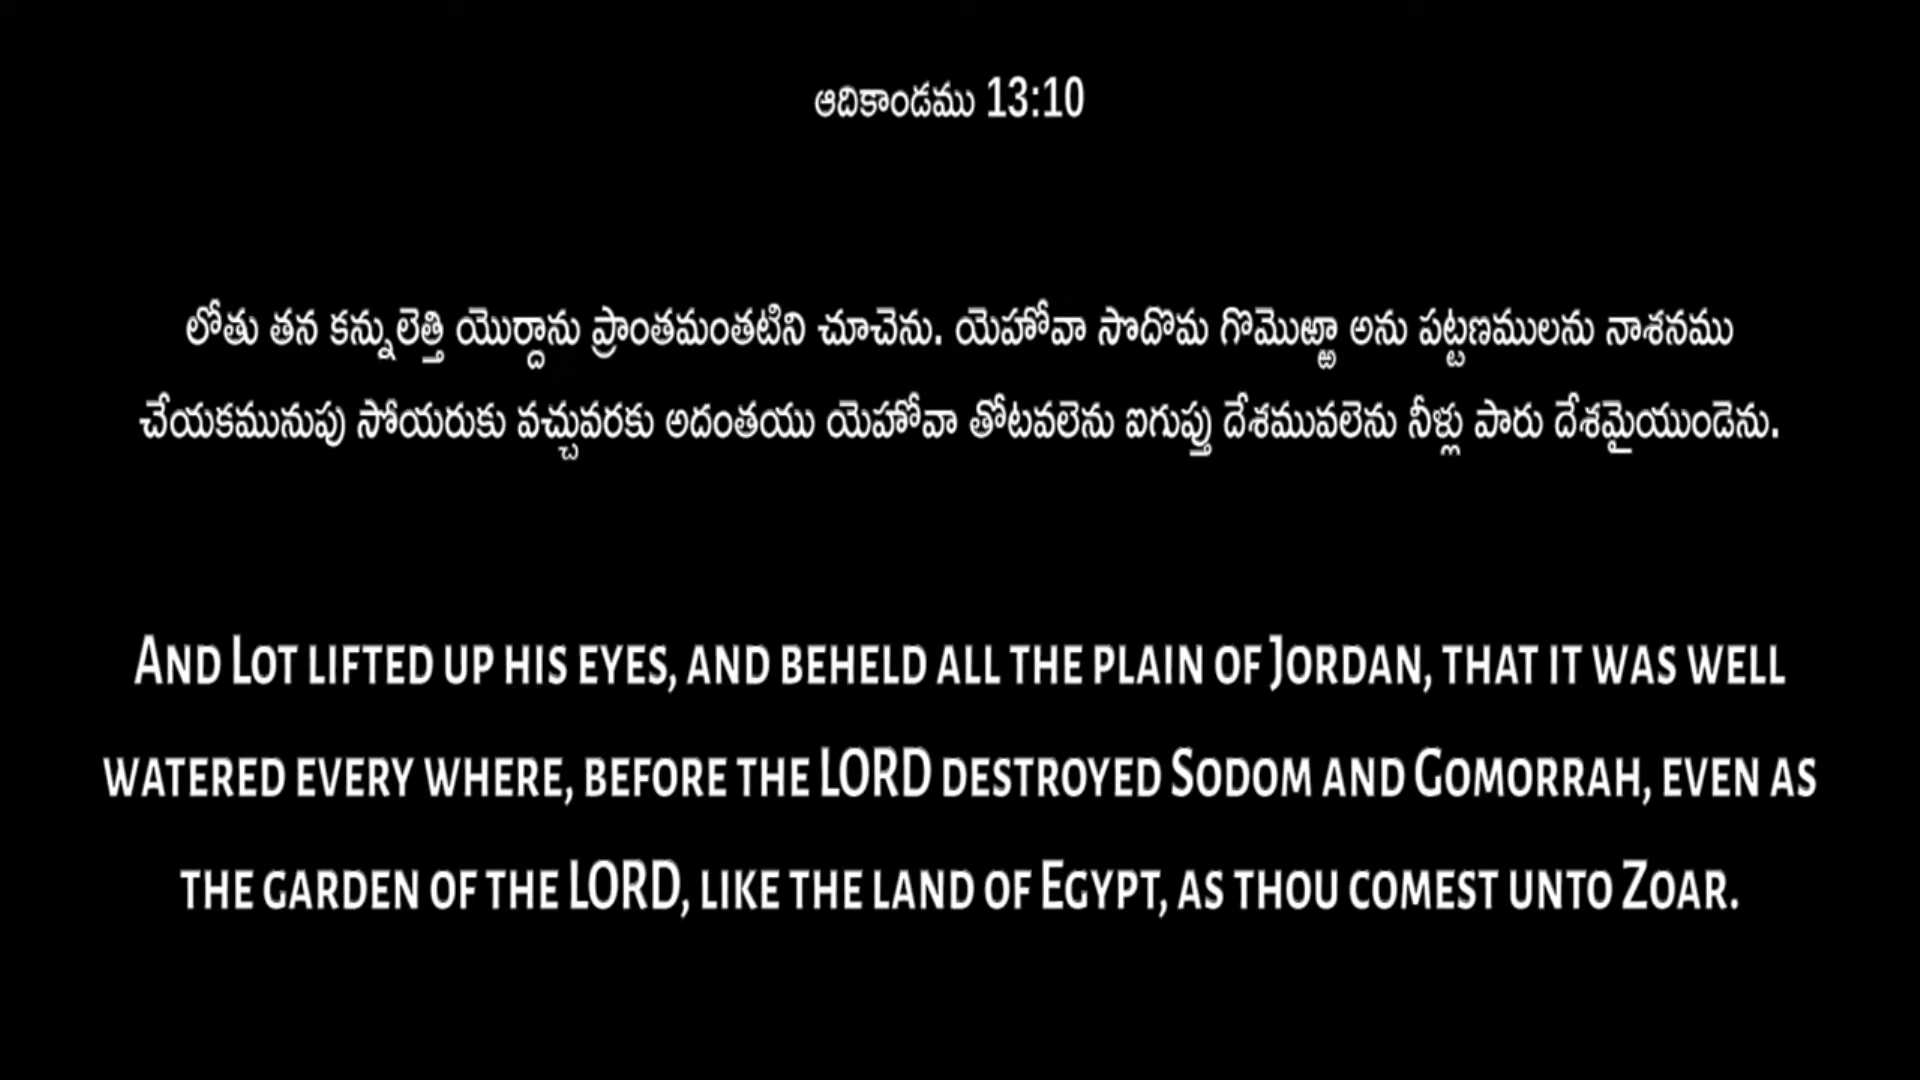 ఆదికాండము 13:10
లోతు తన కన్నులెత్తి యొర్దాను ప్రాంతమంతటిని చూచెను. యెహోవా సొదొమ గొమొఱ్ఱా అను పట్టణములను నాశనము
చేయకమునుపు సోయరుకు వచ్చువరకు అదంతయు యెహోవా తోటవలెను ఐగుప్తు దేశమువలెను నీళ్లు పారు దేశమైయుండెను.
And Lot lifted up his eyes, and beheld all the plain of Jordan, that it was well
watered every where, before the LORD destroyed Sodom and Gomorrah, even as
the garden of the LORD, like the land of Egypt, as thou comest unto Zoar.